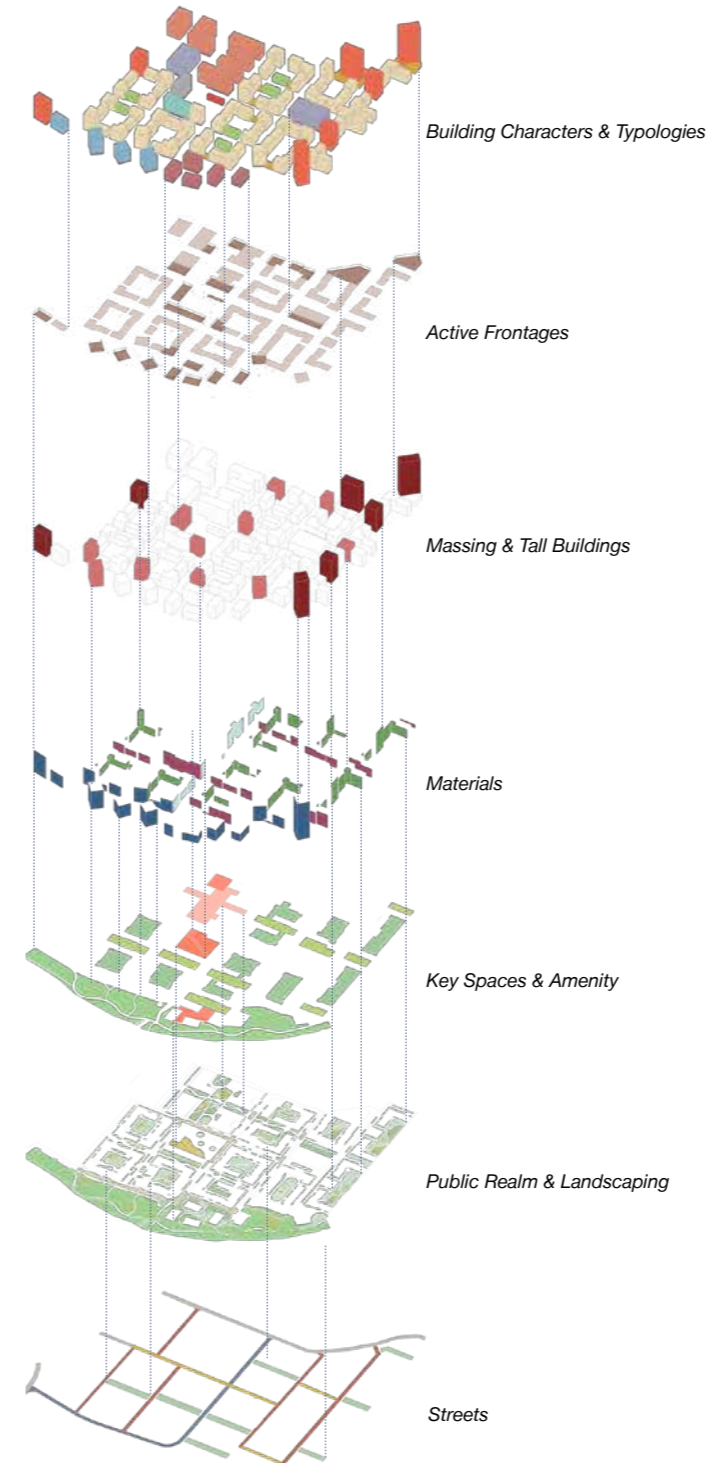 Building Characters & Typologies
Active Frontages
Massing & Tall Buildings
Materials
Key Spaces & Amenity
Public Realm & Landscaping
Streets